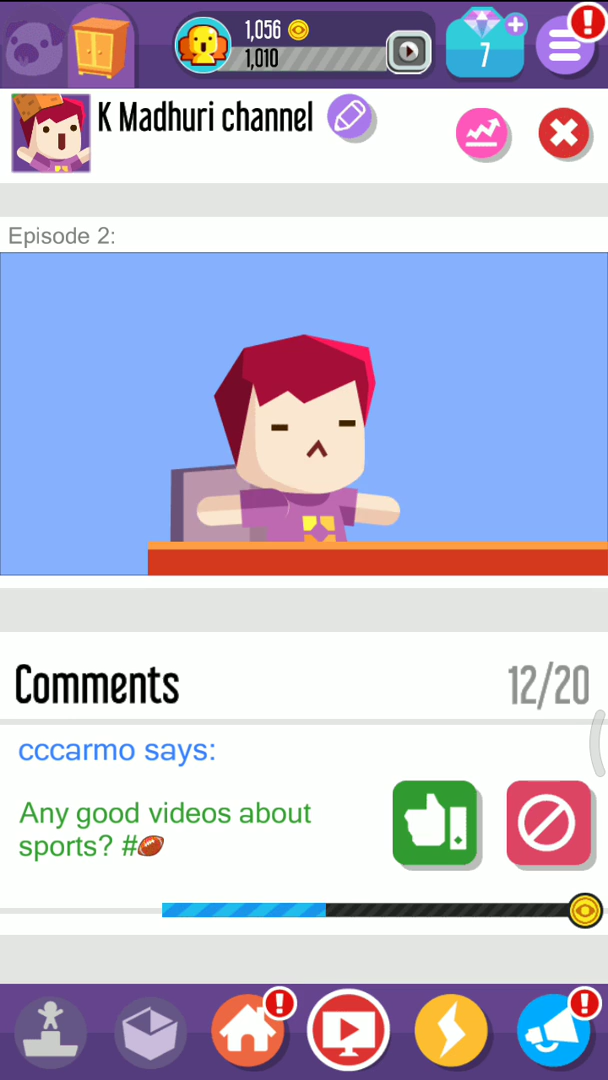 1,056
1,010
7
!
K Madhuri channel
Episode 2:
Comments
12/20
cccarmo says:
Any good videos about
sports? #🏈
!
!